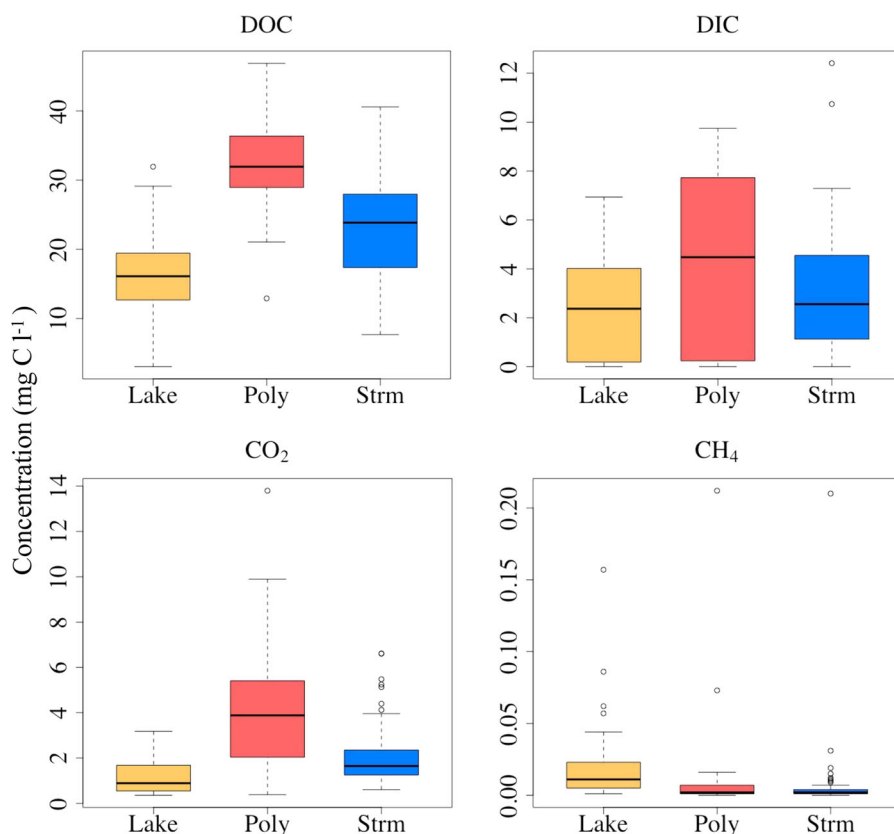 DOC
DIC
10
20
30
40
0
2
4
6
8
10
12
Lake
Poly
Strm
Lake
Poly
Strm
Concentration (mg C l⁻¹)
CO₂
CH₄
0
2
4
6
8
10
12
14
0.00
0.05
0.10
0.15
0.20
Lake
Poly
Strm
Lake
Poly
Strm